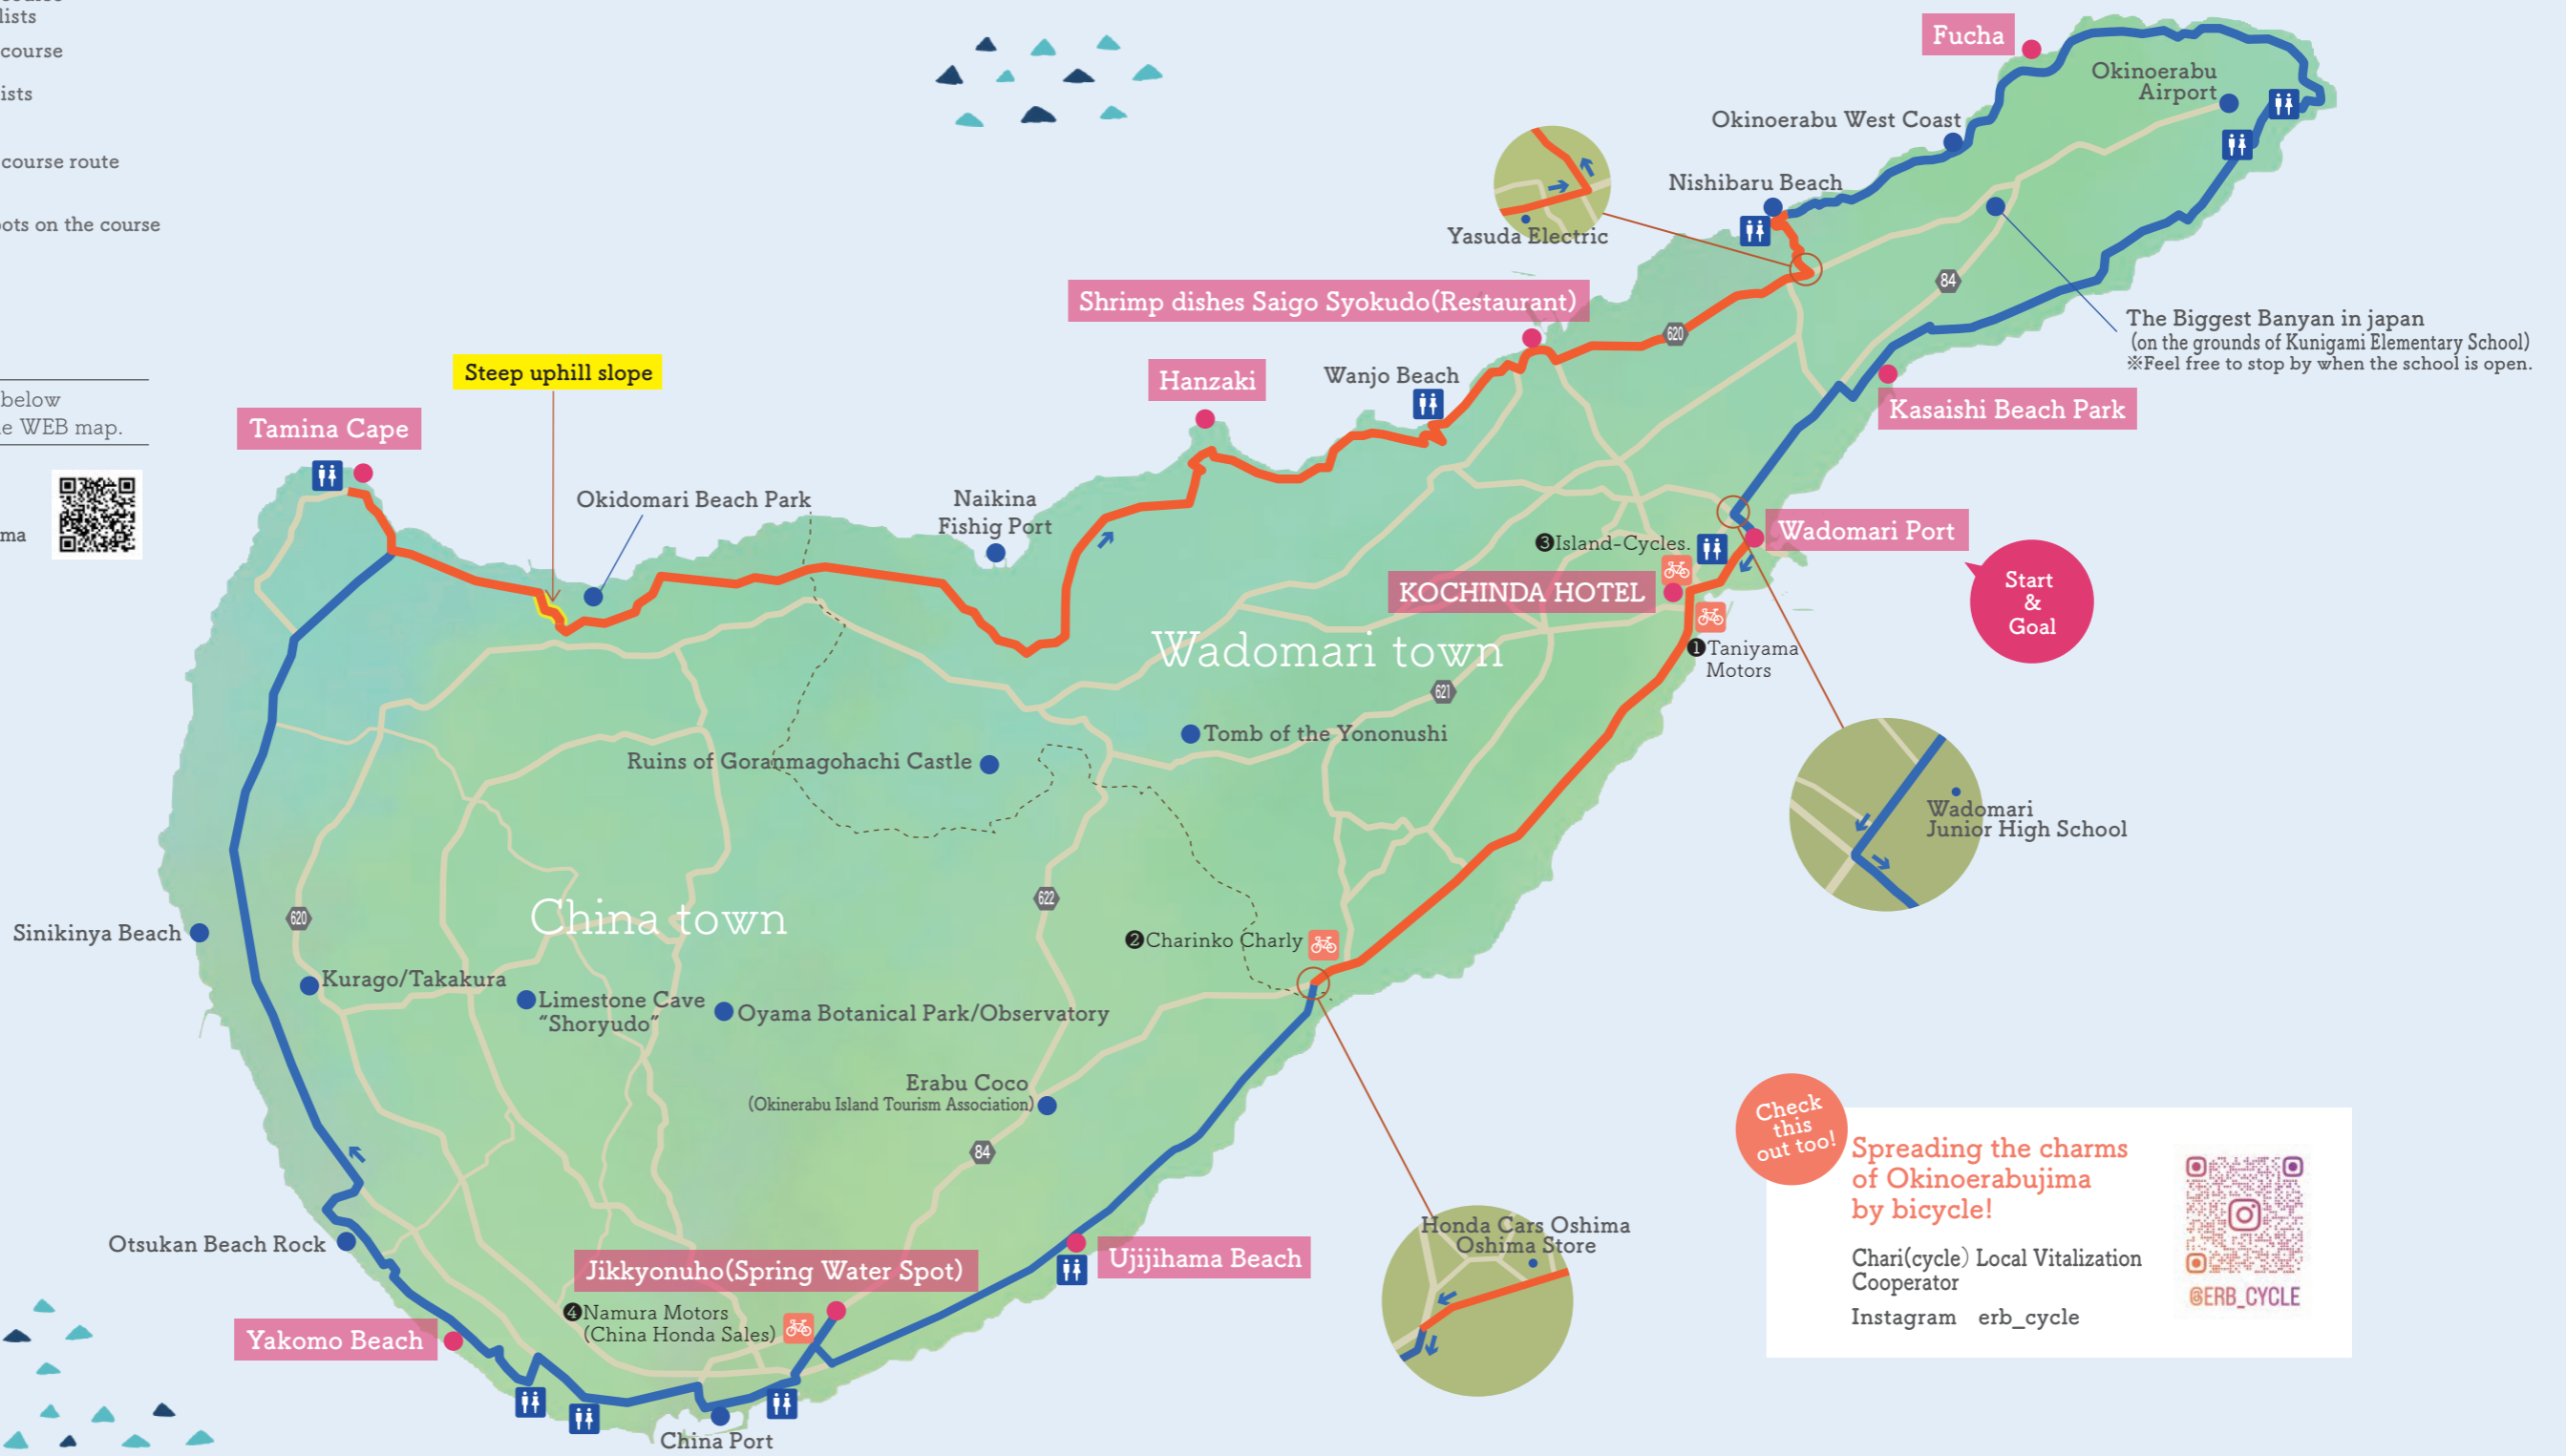 lists
course
ists
course route
ots on the course
below
e WEB map.
ma
Fucha
Okinoerabu
Airport
Okinoerabu West Coast
Nishibaru Beach
Yasuda Electric
Shrimp dishes Saigo Syokudo(Restaurant)
620
84
The Biggest Banyan in japan
(on the grounds of Kunigami Elementary School)
※Feel free to stop by when the school is open.
Steep uphill slope
Hanzaki
Wanjo Beach
Kasaishi Beach Park
Tamina Cape
Okidomari Beach Park
Naikina
Fishig Port
❸Island-Cycles.
Wadomari Port
KOCHINDA HOTEL
Start
&
Goal
Wadomari town
❶Taniyama
Motors
621
Tomb of the Yononushi
Ruins of Goranmagohachi Castle
Wadomari
Junior High School
622
620
China town
Sinikinya Beach
❷Charinko Charly
Kurago/Takakura
Limestone Cave
“Shoryudo”
Oyama Botanical Park/Observatory
Erabu Coco
(Okinerabu Island Tourism Association)
84
Otsukan Beach Rock
Jikkyonuho(Spring Water Spot)
Ujijihama Beach
Honda Cars Oshima
Oshima Store
❹Namura Motors
(China Honda Sales)
Yakomo Beach
China Port
Check
this
out too!
Spreading the charms
of Okinoerabujima
by bicycle!
Chari(cycle) Local Vitalization
Cooperator
Instagram erb_cycle
@ERB_CYCLE